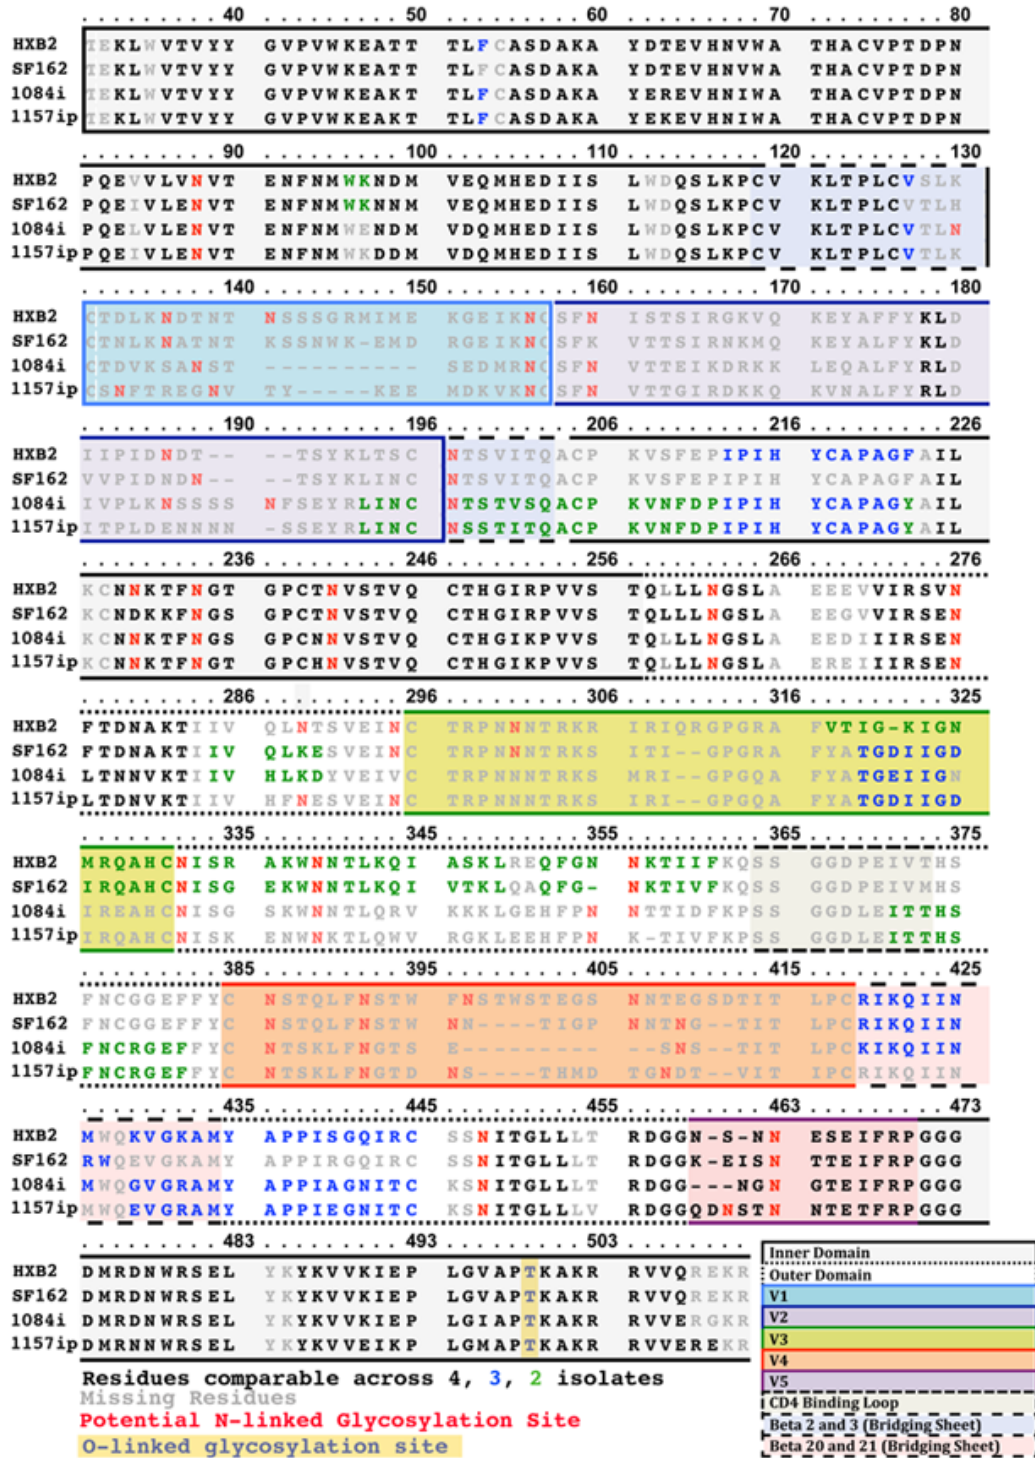 40 50 60 70 80
HXB2 TEKLWVTVYY GVPVWKEATT TLFCASDAKA YDTEVHNVWA THACVPTDPN
SF162 TEKLWVTVYY GVPVWKEATT TLFCASDAKA YDTEVHNVWA THACVPTDPN
1084i TEKLWVTVYY GVPVWKEAKT TLFCASDAKA YEREVHNIWA THACVPTDPN
1157ip TEKLWVTVYY GVPVWKEAKT TLFCASDAKA YEKEVHNIWA THACVPTDPN
90 100 110 120 130
HXB2 PQEVVLVNVT ENFNMWKNDM VEQMHEDIIS LWDQSLKPCV KLTPLCVSLK
SF162 PQEIVLENVT ENFNMWKNNM VEQMHEDIIS LWDQSLKPCV KLTPLCVTLH
1084i PQELVLENVT ENFNMWENDM VDQMHEDIIS LWDQSLKPCV KLTPLCVTLN
1157ip PQEIVLENVT ENFNMWKDDM VDQMHEDIIS LWDQSLKPCV KLTPLCVTLK
140 150 160 170 180
HXB2 CTDLKNDTNT NSSSGRMIME KGEIKNCSFN ISTSIRGKVQ KEYAFFYKLD
SF162 CTNLKNATNT KSSNWK-EMD RGEIKNCSFK VTTSIRNKMQ KEYALFYKLD
1084i CTDVKSANST ---------- SEDMRNCSFN VTTEIKDRKK LEQALFYRLD
1157ip CSNFTREGNV TY-----KEE MDKVKNCSFN VTTGIRDKKQ KVNALFYRLD
190 196 206 216 226
HXB2 IIPIDNDT-- --TSYKLTSC NTSVITQACP KVSFEPIPIH YCAPAGFAIL
SF162 VVPIDNDN-- --TSYKLINC NTSVITQACP KVSFEPIPIH YCAPAGFAIL
1084i IVPLKNSSSS NFSEYRLINC NTSTVSQACP KVNFDPIPIH YCAPAGYAIL
1157ip ITPLDENNNN --SSEYRLINC NSSTITQACP KVNFDPIPIH YCAPAGYAIL
236 246 256 266 276
HXB2 KCNNKTFNGT GPCTNVSTVQ CTHGIRPVVS TQLLLNGSLA EEEVVIRSVN
SF162 KCNDKKFNGS GPCTNVSTVQ CTHGIRPVVS TQLLLNGSLA EEGVVIRSEN
1084i KCNNKTFNGS GPCNNVSTVQ CTHGIKPVVS TQLLLNGSLA EEDIIIRSEN
1157ip KCNNKTFNGT GPCHNVSTVQ CTHGIKPVVS TQLLLNGSLA EREIIIRSEN
286 296 306 316 325
HXB2 FTDNAKTIIV QLNTSVEINC TRPNNNTRKR IRIQRGPGRA FVTIG-KIGN
SF162 FTDNAKTIIV QLKESVEINC TRPNNNTRKS ITI--GPGRA FYATGDIIGD
1084i LTNNVKTIIV HLKDYVEIVC TRPNNNTRKS MRI--GPGQA FYATGEIIGN
1157ip LTDNVKTIIV HFNESVEINC TRPNNNTRKS IRI--GPGQA FYATGDIIGD
335 345 355 365 375
HXB2 MRQAHCNISR AKWNNTLKQI ASKLREQFGN NKTIIFKQSS GGDPEIVTHS
SF162 IRQAHCNISG EKWNNTLKQI VTKLQAQFG- NKTIVFKQSS GGDPEIVMHS
1084i IREAHCNISG SKWNNTLQRV KKKLGEHFPN NTTIDFKPSS GGDLEITTHS
1157ip IRQAHCNISK ENWNKTLQWV RGKLEEHFPN K-TIVFKPSS GGDLEITTHS
385 395 405 415 425
HXB2 FNCGGEFFYC NSTQLFNSTW FNSTWSTEGS NNTEGSDTIT LPCRIKQIIN
SF162 FNCGGEFFYC NSTQLFNSTW NN----TIGP NNTNG--TIT LPCRIKQIIN
1084i FNCRGEFFYC NTSKLFNGTS E--------- --SNS--TIT LPCKIKQIIN
1157ip FNCRGEFFYC NTSKLFNGTD NS----THMD TGNDT--VIT IPCRIKQIIN
435 445 455 463 473
HXB2 MWQKVGKAMY APPISGQIRC SSNITGLLLT RDGGN-S-NN ESEIFRPGGG
SF162 RWQEVGKAMY APPIRGQIRC SSNITGLLLT RDGGK-EISN TTEIFRPGGG
1084i MWQGVGRAMY APPIAGNITC KSNITGLLLT RDGG---NGN GTEIFRPGGG
1157ip MWQEVGRAMY APPIEGNITC KSNITGLLLV RDGGQDNSTN NTETFRPGGG
483 493 503
HXB2 DMRDNWRSEL YKYKVVKIEP LGVAPTKAKR RVVQREKR
SF162 DMRDNWRSEL YKYKVVKIEP LGVAPTKAKR RVVQREKR
1084i DMRDNWRSEL YKYKVVKIEP LGIAPTKAKR RVVERGKR
1157ip DMRNNWRSEL YKYKVVEIKP LGMAPTKAKR RVVEREKR
Residues comparable across 4, 3, 2 isolates
Missing Residues
Potential N-linked Glycosylation Site
O-linked glycosylation site
Inner Domain
Outer Domain
V1
V2
V3
V4
V5
CD4 Binding Loop
Beta 2 and 3 (Bridging Sheet)
Beta 20 and 21 (Bridging Sheet)